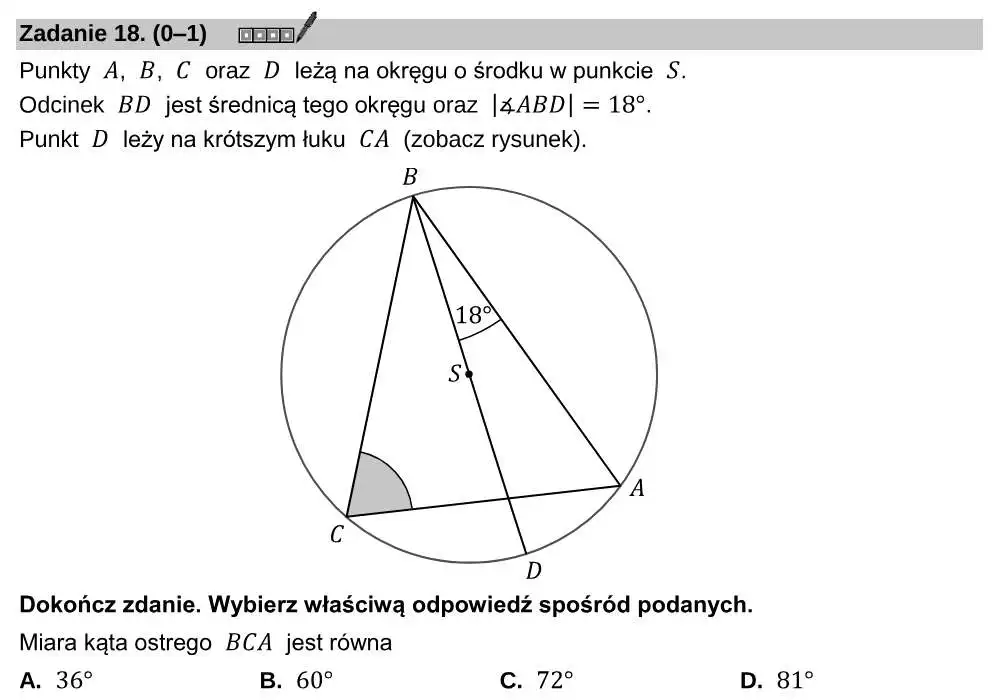 Zadanie 18. (0–1)
Punkty A, B, C oraz D leżą na okręgu o środku w punkcie S.
Odcinek BD jest średnicą tego okręgu oraz |∡ABD| = 18°.
Punkt D leży na krótszym łuku CA (zobacz rysunek).
B
18°
S
A
C
D
Dokończ zdanie. Wybierz właściwą odpowiedź spośród podanych.
Miara kąta ostrego BCA jest równa
A. 36° B. 60° C. 72° D. 81°